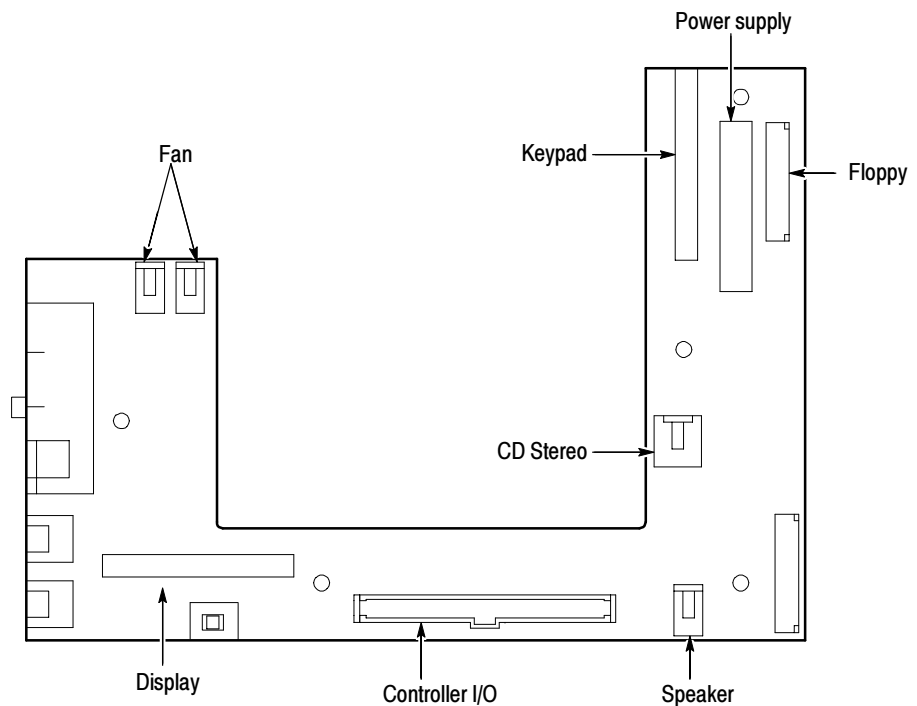 Power supply
Fan
Keypad
Floppy
CD Stereo
Display
Controller I/O
Speaker